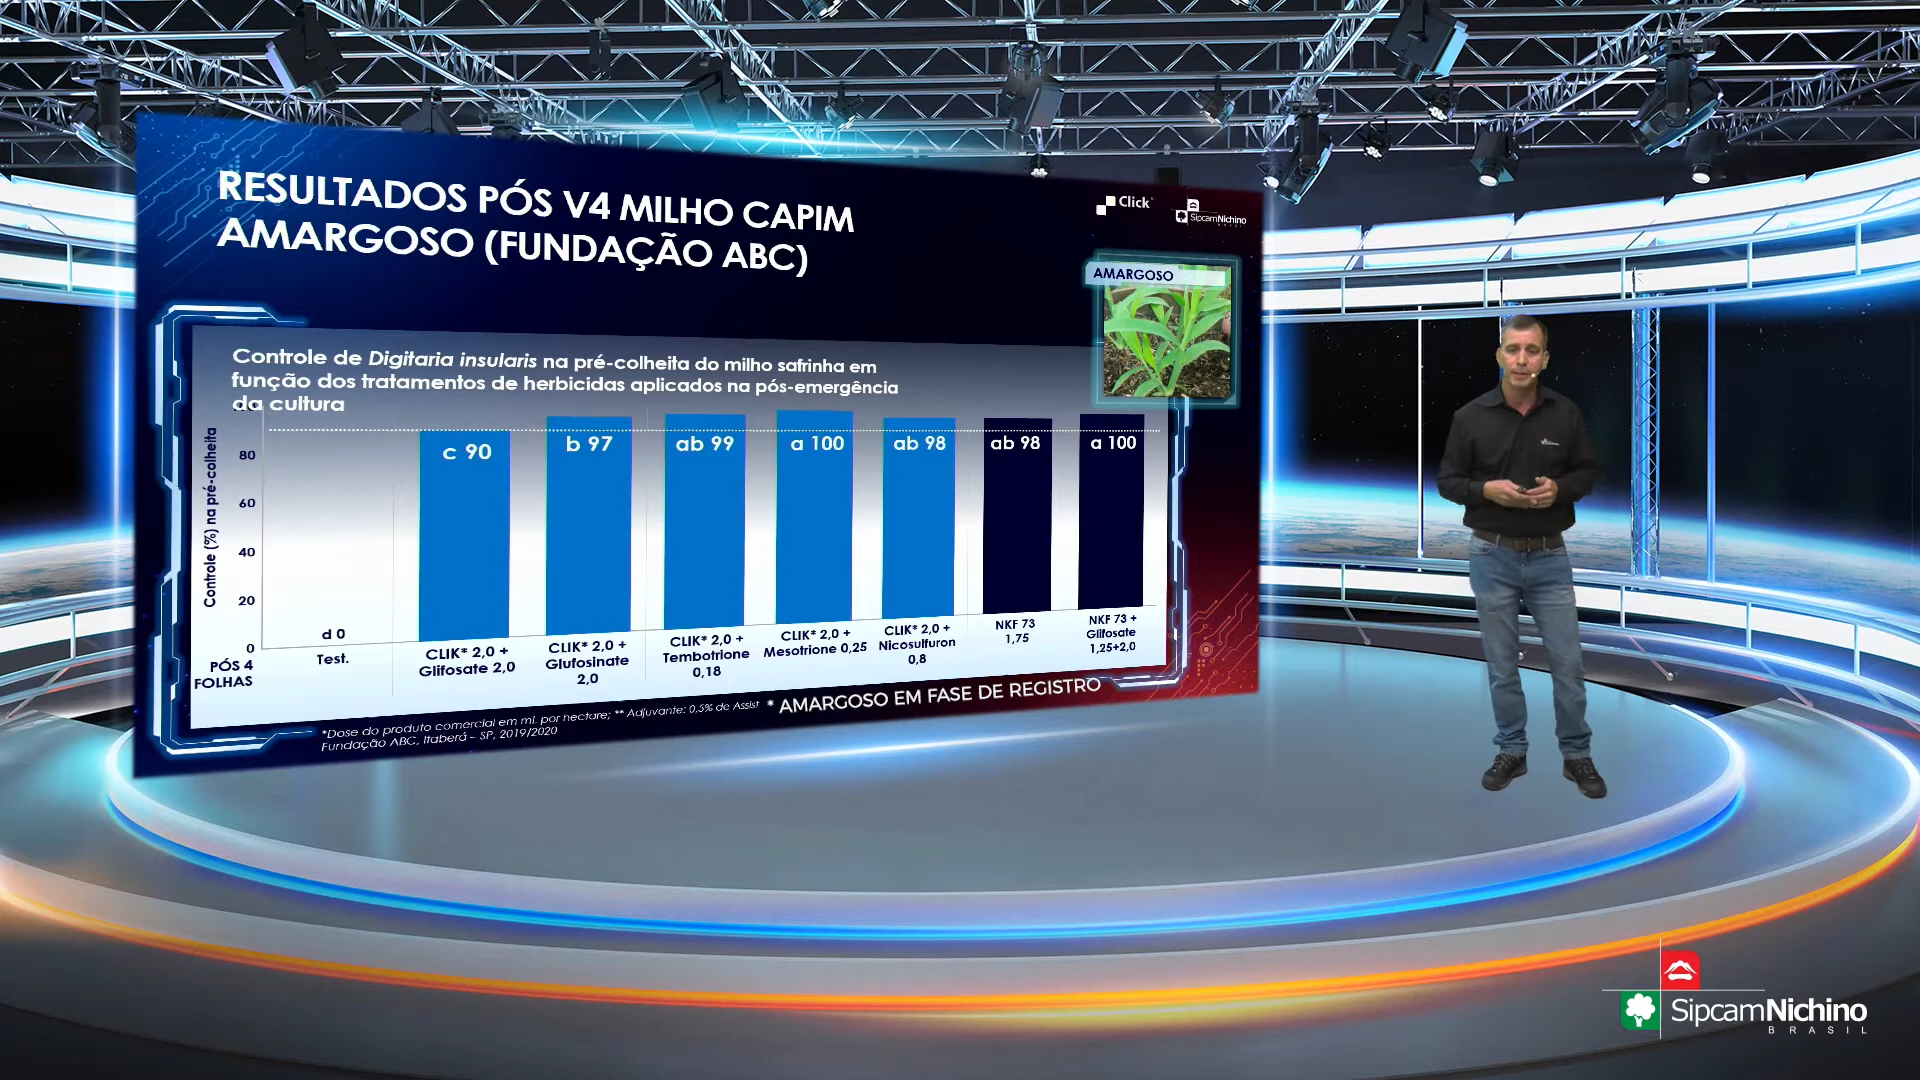 RESULTADOS PÓS V4 MILHO CAPIM
AMARGOSO (FUNDAÇÃO ABC)
Click
SipcamNichino
BRASIL
AMARGOSO
Controle de Digitaria insularis na pré-colheita do milho safrinha em
função dos tratamentos de herbicidas aplicados na pós-emergência
da cultura
Controle (%) na pré-colheita
80
60
40
20
0
d 0
c 90
b 97
ab 99
a 100
ab 98
ab 98
a 100
PÓS 4
FOLHAS
Test.
CLIK* 2,0 +
Glifosate 2,0
CLIK* 2,0 +
Glufosinate
2,0
CLIK* 2,0 +
Tembotrione
0,18
CLIK* 2,0 +
Mesotrione 0,25
CLIK* 2,0 +
Nicosulfuron
0,8
NKF 73
1,75
NKF 73 +
Glifosate
1,25+2,0
*Dose do produto comercial em mL por hectare; ** Adjuvante: 0,5% de Assist
Fundação ABC, Itaberá – SP, 2019/2020
* AMARGOSO EM FASE DE REGISTRO
SipcamNichino
BRASIL